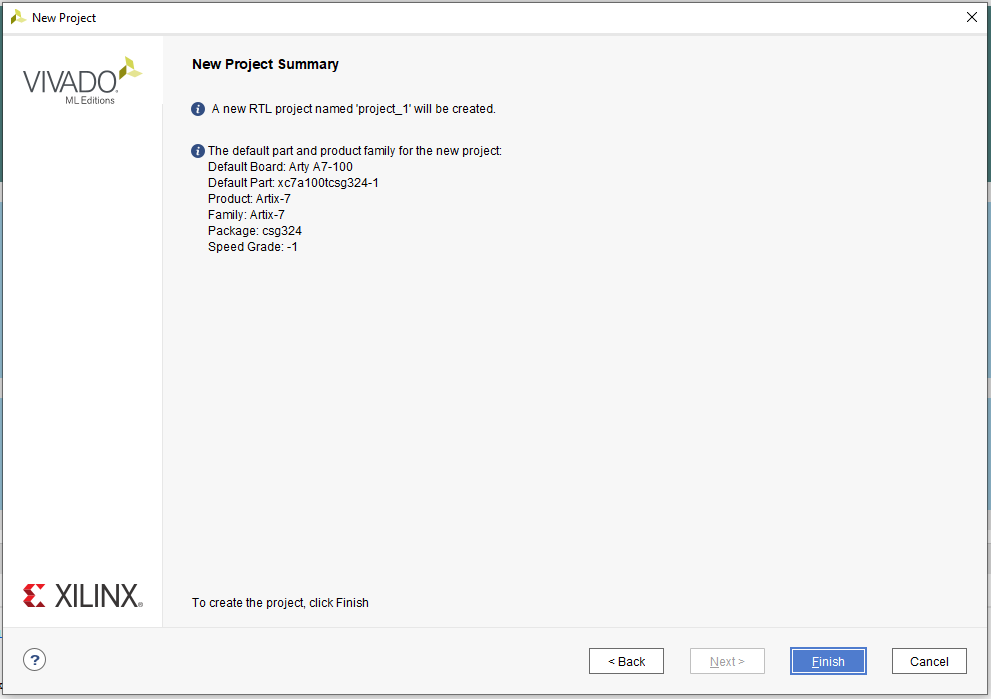 New Project
VIVADO
ML Editions
New Project Summary
A new RTL project named 'project_1' will be created.
The default part and product family for the new project:
Default Board: Arty A7-100
Default Part: xc7a100tcsg324-1
Product: Artix-7
Family: Artix-7
Package: csg324
Speed Grade: -1
XILINX
To create the project, click Finish
?
< Back
Next >
Finish
Cancel